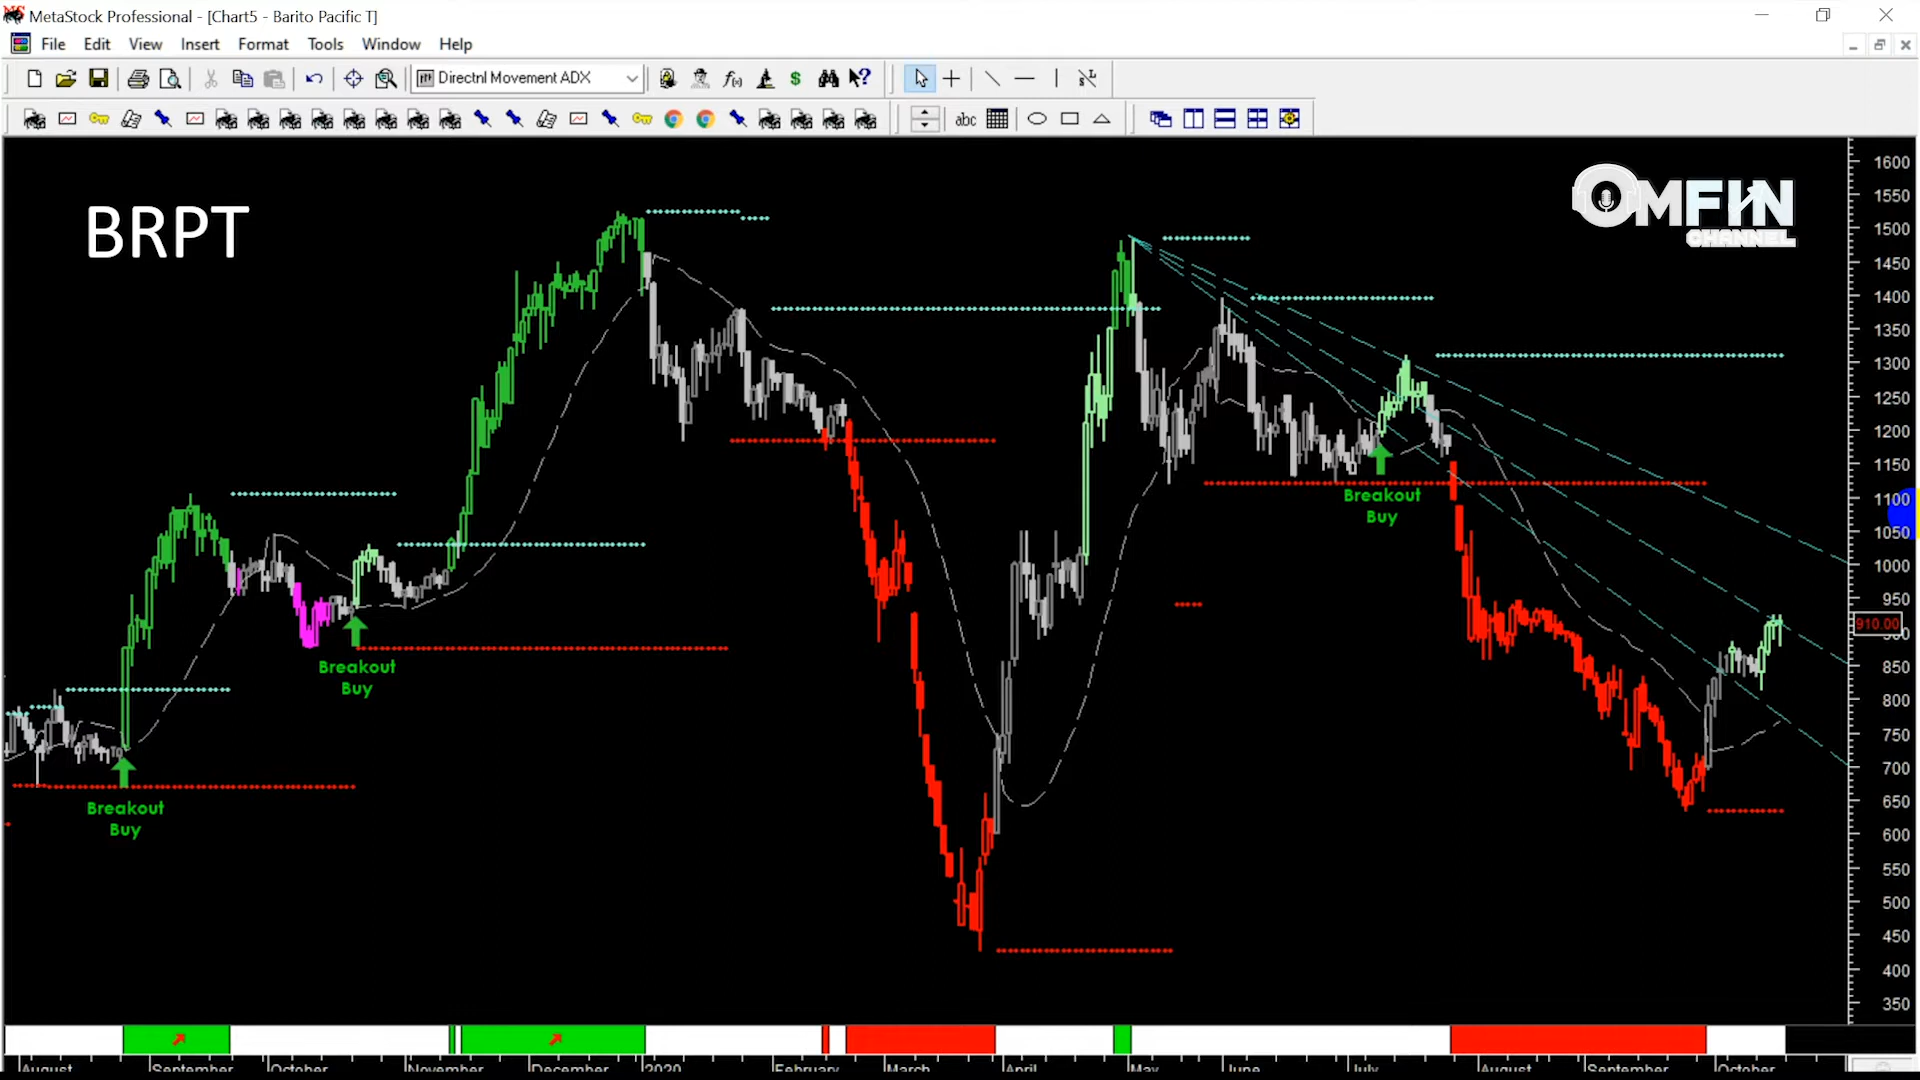 MetaStock Professional - [Chart5 - Barito Pacific T]
File Edit View Insert Format Tools Window Help
Directnl Movement ADX
abc
BRPT
OMFIN
CHANNEL
1600
1550
1500
1450
1400
1350
1300
1250
1200
1150
1100
1050
1000
950
910.00
900
850
800
750
700
650
600
550
500
450
400
350
Breakout
Buy
Breakout
Buy
Breakout
Buy
August September October November December 2020 February March April May June July August September October